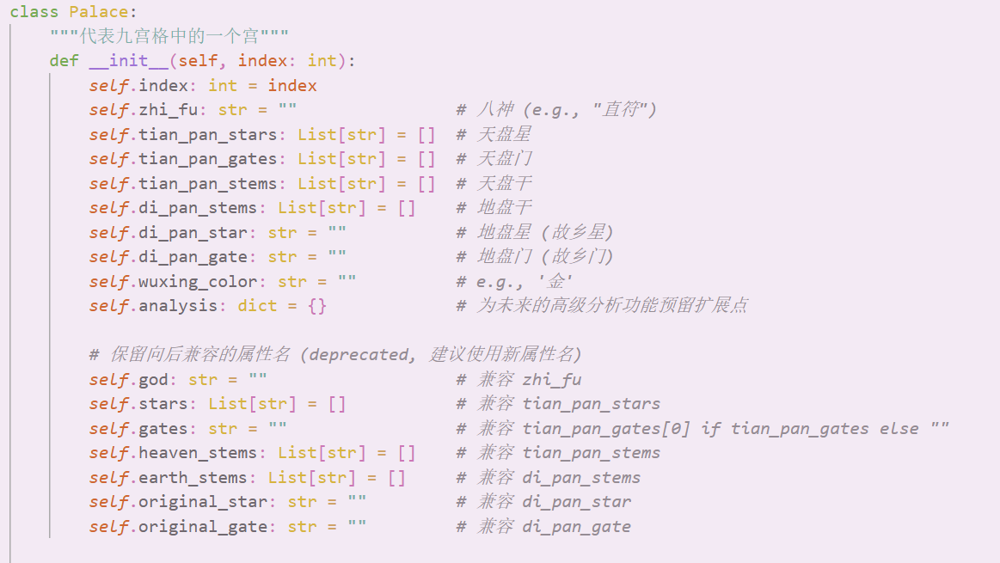 class Palace:
    """代表九宫格中的一个宫"""
    def __init__(self, index: int):
        self.index: int = index
        self.zhi_fu: str = ""                # 八神 (e.g., "直符")
        self.tian_pan_stars: List[str] = []  # 天盘星
        self.tian_pan_gates: List[str] = []  # 天盘门
        self.tian_pan_stems: List[str] = []  # 天盘干
        self.di_pan_stems: List[str] = []    # 地盘干
        self.di_pan_star: str = ""           # 地盘星 (故乡星)
        self.di_pan_gate: str = ""           # 地盘门 (故乡门)
        self.wuxing_color: str = ""          # e.g., '金'
        self.analysis: dict = {}             # 为未来的高级分析功能预留扩展点
        # 保留向后兼容的属性名 (deprecated, 建议使用新属性名)
        self.god: str = ""                   # 兼容 zhi_fu
        self.stars: List[str] = []           # 兼容 tian_pan_stars
        self.gates: str = ""                 # 兼容 tian_pan_gates[0] if tian_pan_gates else ""
        self.heaven_stems: List[str] = []    # 兼容 tian_pan_stems
        self.earth_stems: List[str] = []     # 兼容 di_pan_stems
        self.original_star: str = ""         # 兼容 di_pan_star
        self.original_gate: str = ""         # 兼容 di_pan_gate